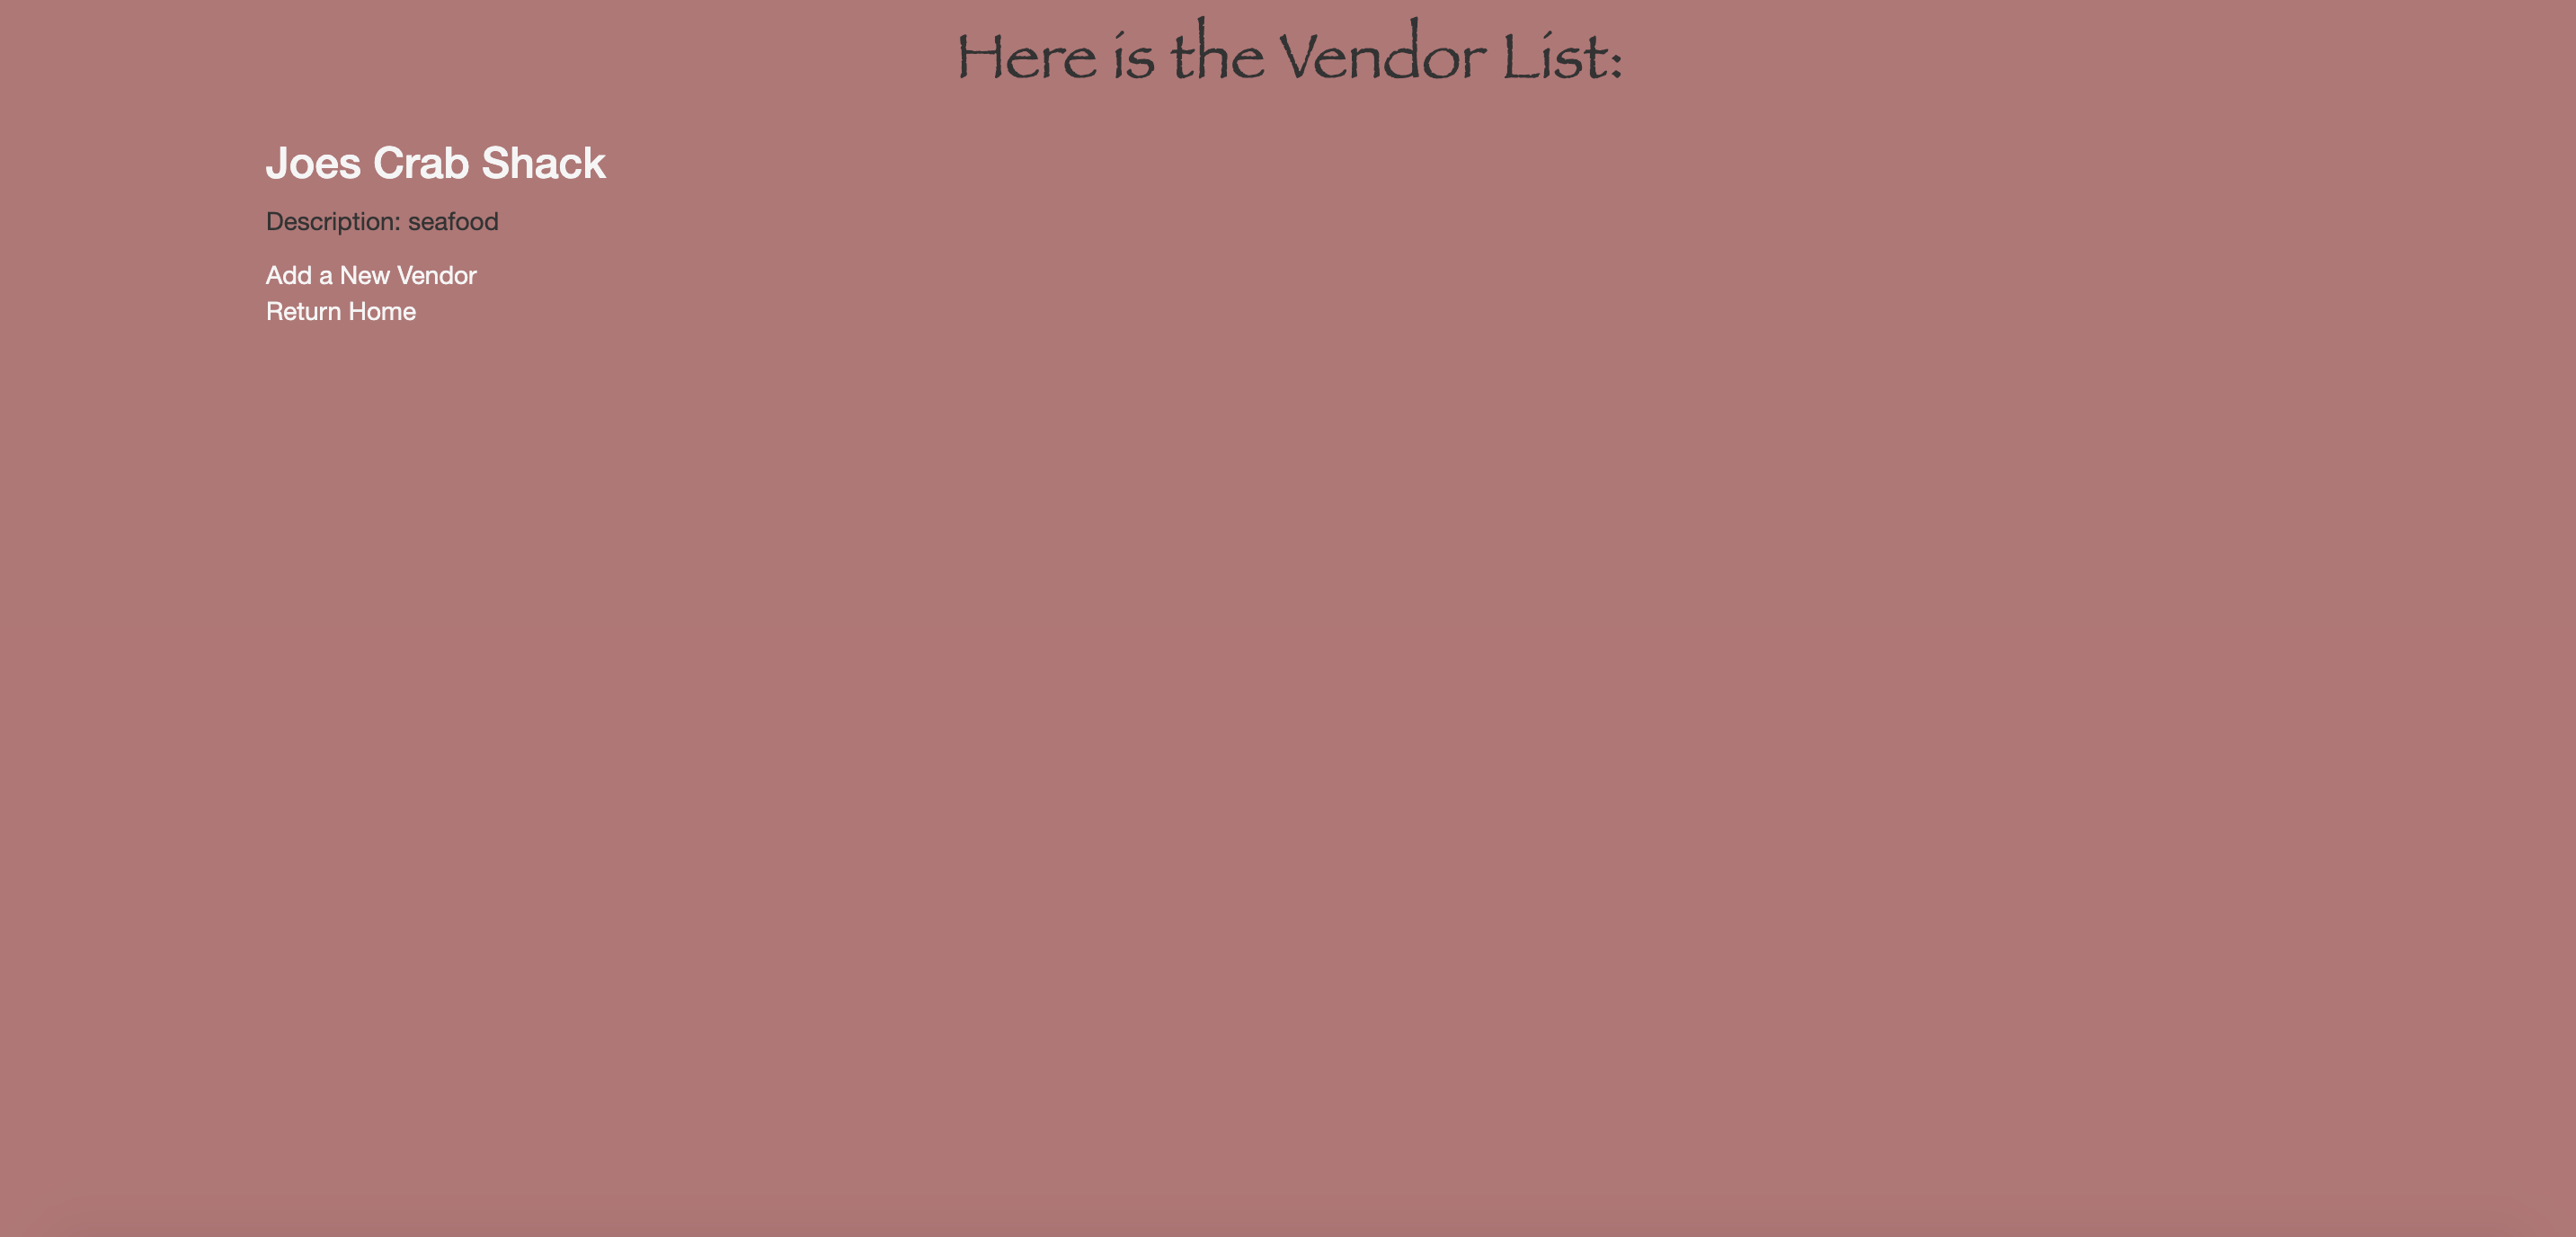 Here is the Vendor List:
Joes Crab Shack
Description: seafood
Add a New Vendor
Return Home